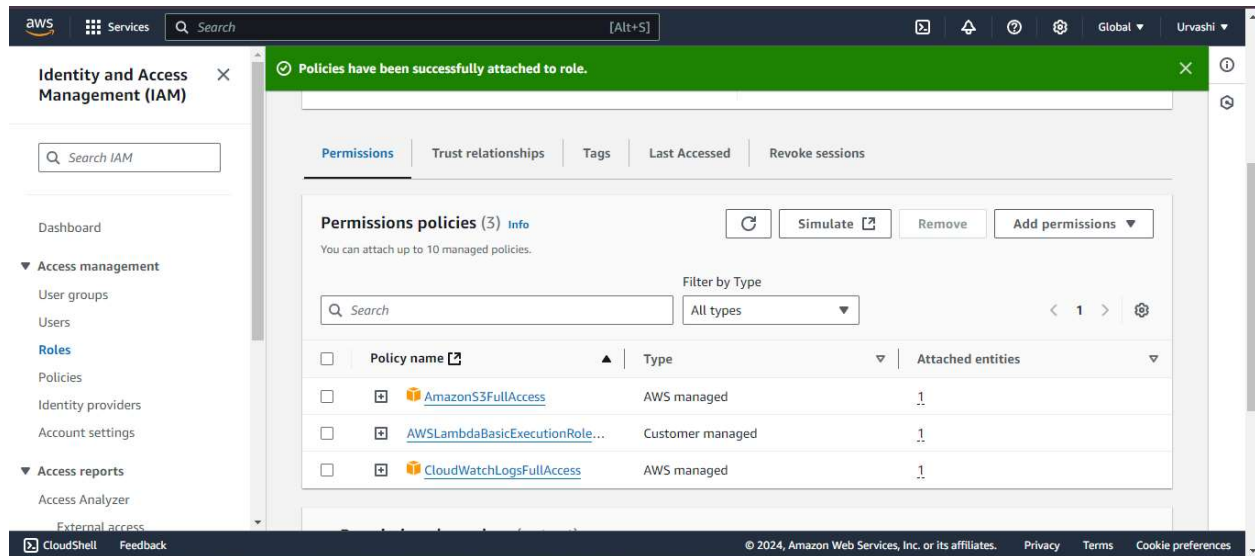 aws Services Search [Alt+S] Global ▼ Urvashi ▼
Identity and Access
Management (IAM)
Search IAM
Dashboard
▼ Access management
User groups
Users
Roles
Policies
Identity providers
Account settings
▼ Access reports
Access Analyzer
External access
Policies have been successfully attached to role.
Permissions Trust relationships Tags Last Accessed Revoke sessions
Permissions policies (3) Info
Simulate Remove Add permissions ▼
You can attach up to 10 managed policies.
Filter by Type
Search All types ▼
< 1 >
Policy name ▲ Type Attached entities
AmazonS3FullAccess AWS managed 1
AWSLambdaBasicExecutionRole... Customer managed 1
CloudWatchLogsFullAccess AWS managed 1
CloudShell Feedback © 2024, Amazon Web Services, Inc. or its affiliates. Privacy Terms Cookie preferences